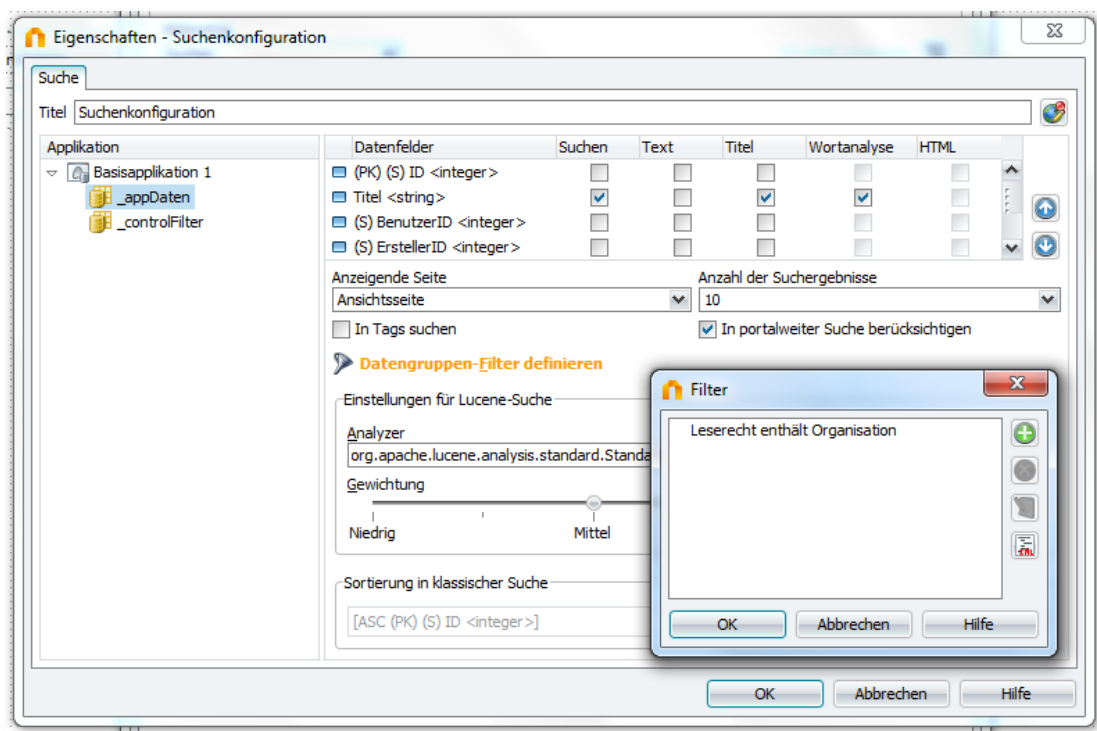 Eigenschaften - Suchenkonfiguration
Suche
Titel Suchenkonfiguration
Applikation
Basisapplikation 1
_appDaten
_controlFilter
Datenfelder Suchen Text Titel Wortanalyse HTML
(PK) (S) ID <integer>
Titel <string>
(S) BenutzerID <integer>
(S) ErstellerID <integer>
Anzeigende Seite Anzahl der Suchergebnisse
Ansichtsseite 10
In Tags suchen In portalweiter Suche berücksichtigen
Datengruppen-Filter definieren
Einstellungen für Lucene-Suche
Analyzer
org.apache.lucene.analysis.standard.Standa
Gewichtung
Niedrig Mittel
Sortierung in klassischer Suche
[ASC (PK) (S) ID <integer>]
Filter
Leserecht enthält Organisation
XML
OK Abbrechen Hilfe
OK Abbrechen Hilfe